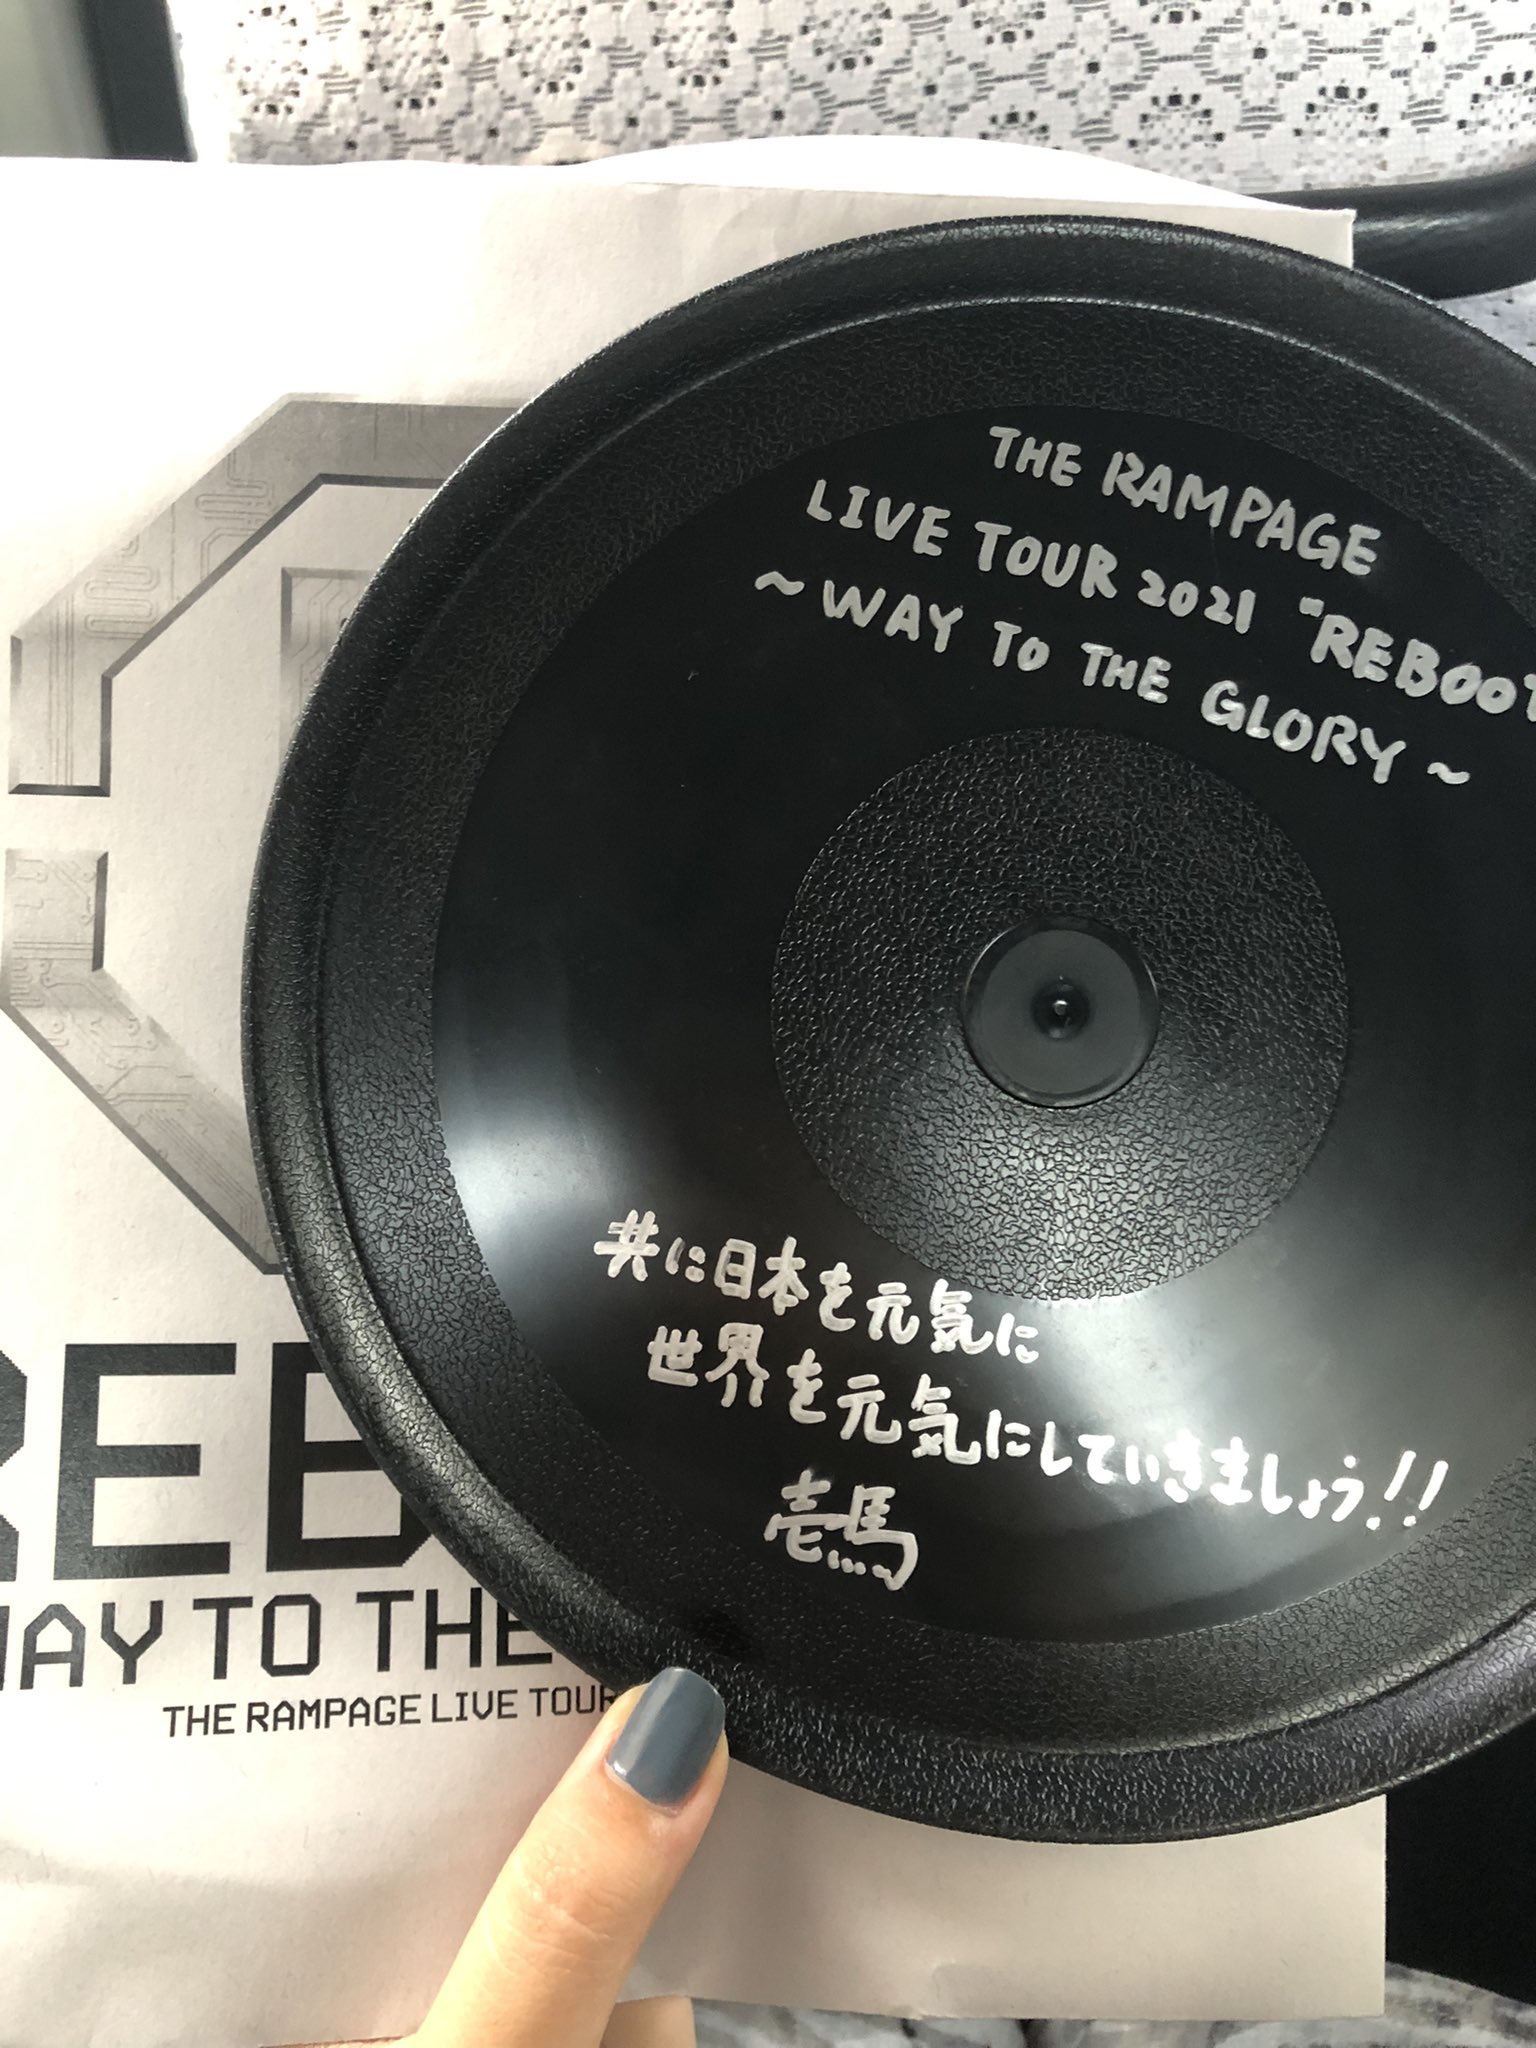 THE RAMPAGE
LIVE TOUR 2021 "REBOOT
~WAY TO THE GLORY~
共に日本を元気に
世界を元気にしていきましょう!!
壱馬
REB
WAY TO THE
THE RAMPAGE LIVE TOUR